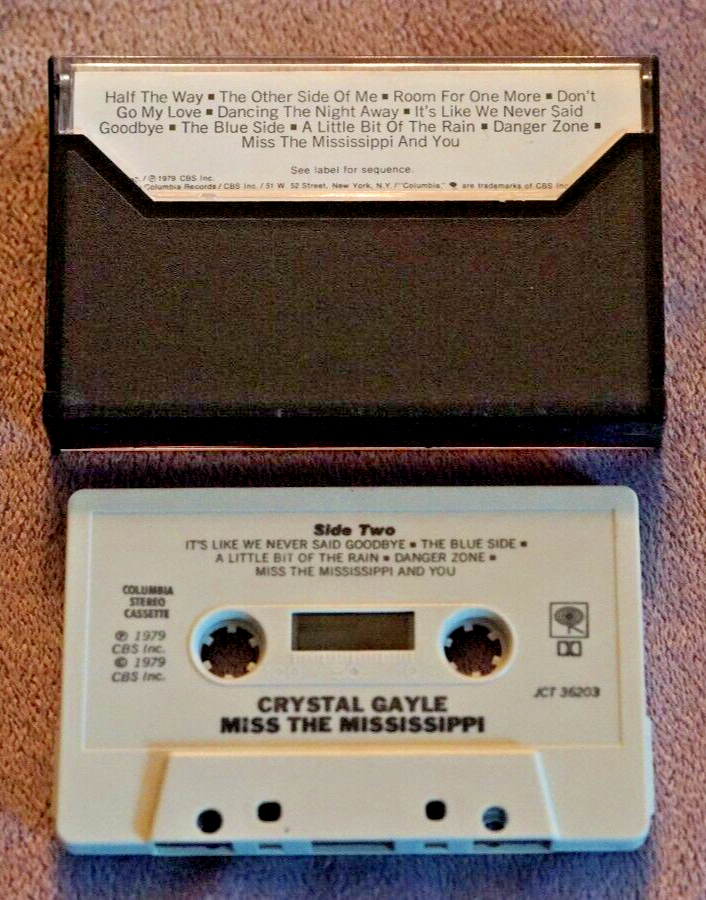 Half The Way ▪ The Other Side Of Me ▪ Room For One More ▪ Don't
Go My Love ▪ Dancing The Night Away ▪ It's Like We Never Said
Goodbye ▪ The Blue Side ▪ A Little Bit Of The Rain ▪ Danger Zone ▪
Miss The Mississippi And You
See label for sequence.
/ ℗ 1979 CBS Inc.
Columbia Records / CBS Inc. / 51 W. 52 Street, New York, N.Y. / "Columbia," are trademarks of CBS Inc.
Side Two
IT'S LIKE WE NEVER SAID GOODBYE ▪ THE BLUE SIDE ▪
A LITTLE BIT OF THE RAIN ▪ DANGER ZONE ▪
MISS THE MISSISSIPPI AND YOU
COLUMBIA
STEREO
CASSETTE
℗ 1979
CBS Inc.
© 1979
CBS Inc.
JCT 36203
CRYSTAL GAYLE
MISS THE MISSISSIPPI